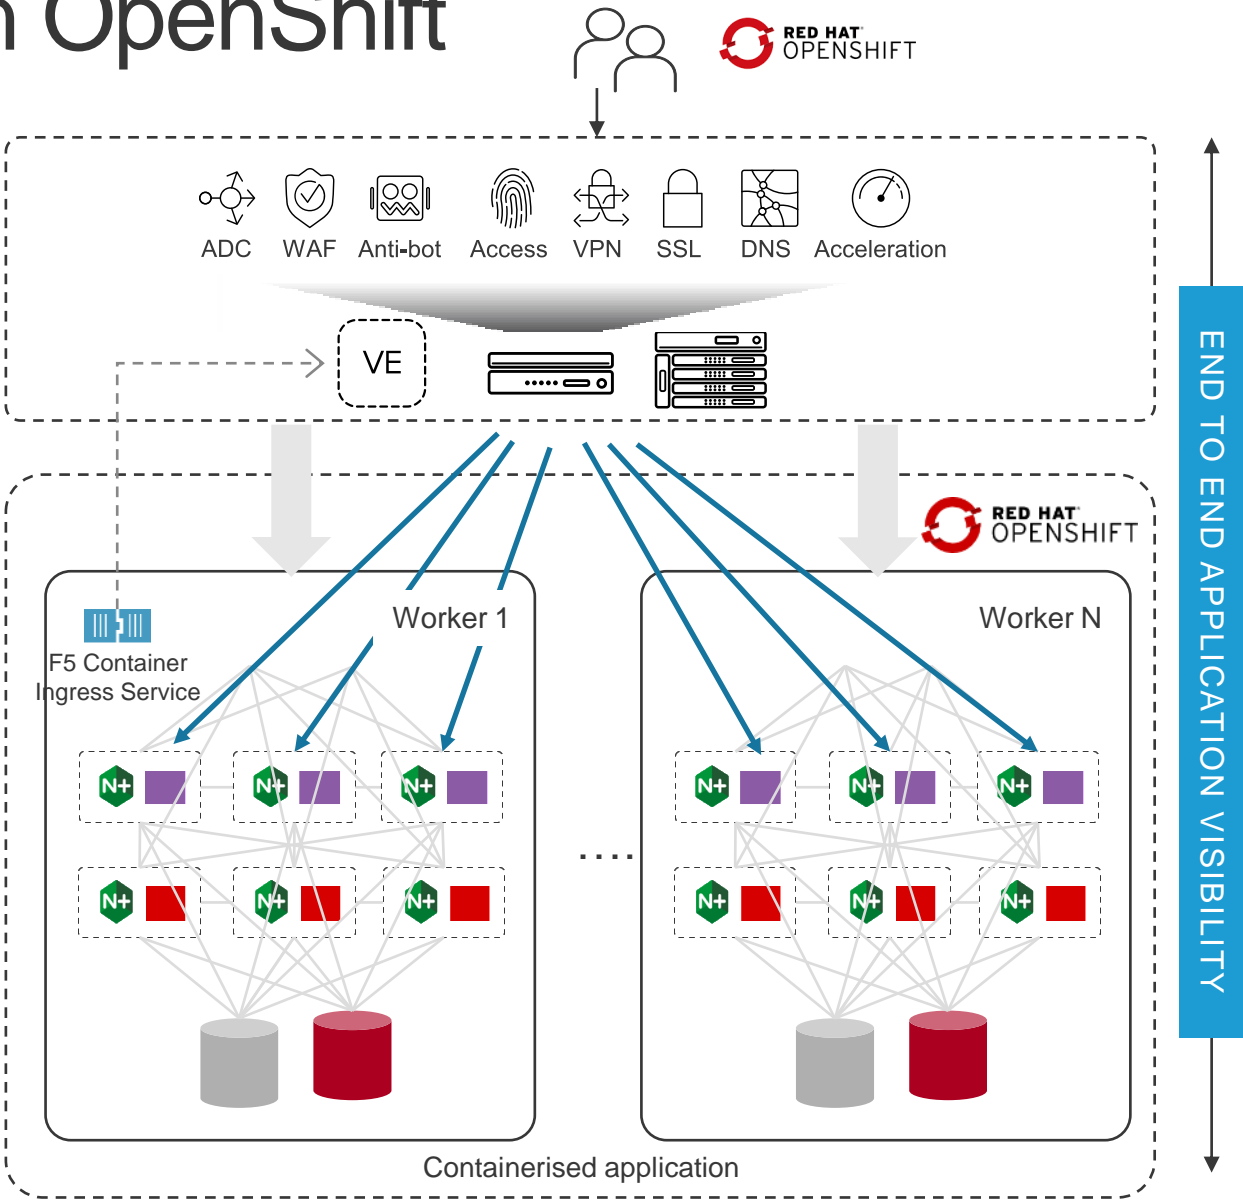 n OpenShift
RED HAT
OPENSHIFT
ADC WAF Anti-bot Access VPN SSL DNS Acceleration
VE
RED HAT
OPENSHIFT
Worker 1
Worker N
F5 Container
Ingress Service
N+ N+ N+ N+ N+ N+
....
N+ N+ N+ N+ N+ N+
Containerised application
END TO END APPLICATION VISIBILITY